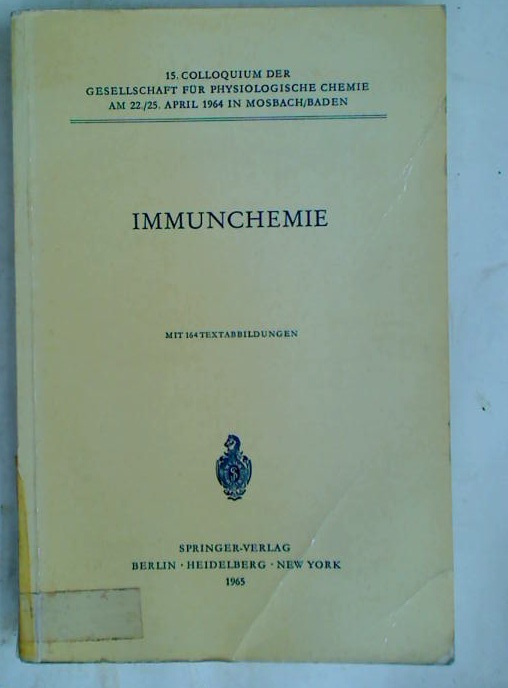 15. COLLOQUIUM DER
GESELLSCHAFT FÜR PHYSIOLOGISCHE CHEMIE
AM 22./25. APRIL 1964 IN MOSBACH/BADEN
IMMUNCHEMIE
MIT 164 TEXTABBILDUNGEN
SPRINGER-VERLAG
BERLIN · HEIDELBERG · NEW YORK
1965